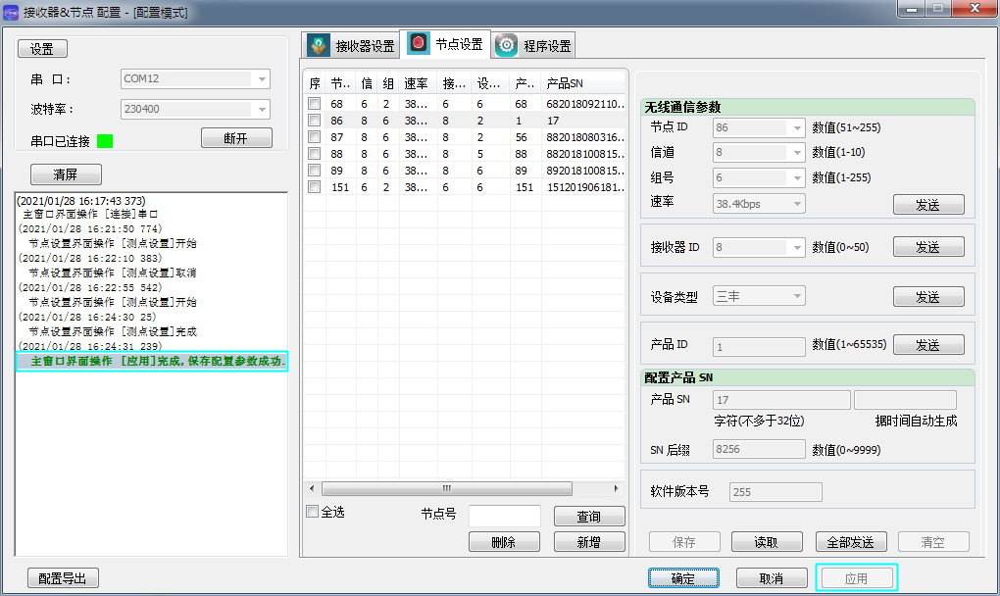 接收器&节点 配置 - [配置模式]
设置
串 口: COM12
波特率: 230400
串口已连接 断开
清屏
(2021/01/28 16:17:43 373)
主窗口界面操作 [连接]串口
(2021/01/28 16:21:50 774)
节点设置界面操作 [测点设置]开始
(2021/01/28 16:22:10 383)
节点设置界面操作 [测点设置]取消
(2021/01/28 16:22:55 542)
节点设置界面操作 [测点设置]开始
(2021/01/28 16:24:30 25)
节点设置界面操作 [测点设置]完成
(2021/01/28 16:24:31 239)
主窗口界面操作 [应用]完成,保存配置参数成功.
配置导出
接收器设置 节点设置 程序设置
序 节.. 信 组 速率 接... 设... 产.. 产品SN
68 6 2 38... 6 6 68 682018092110..
86 8 6 38... 8 2 1 17
87 8 6 38... 8 2 56 882018080316..
88 8 6 38... 8 5 88 882018100815..
89 8 6 38... 8 6 89 892018100815..
151 6 2 38... 6 6 151 151201906181..
全选 节点号 查询
删除 新增
无线通信参数
节点 ID 86 数值(51~255)
信道 8 数值(1-10)
组号 6 数值(1-255)
速率 38.4Kbps 发送
接收器 ID 8 数值(0~50) 发送
设备类型 三丰 发送
产品 ID 1 数值(1~65535) 发送
配置产品 SN
产品 SN 17
字符(不多于32位) 据时间自动生成
SN 后缀 8256 数值(0~9999)
软件版本号 255
保存 读取 全部发送 清空
确定 取消 应用